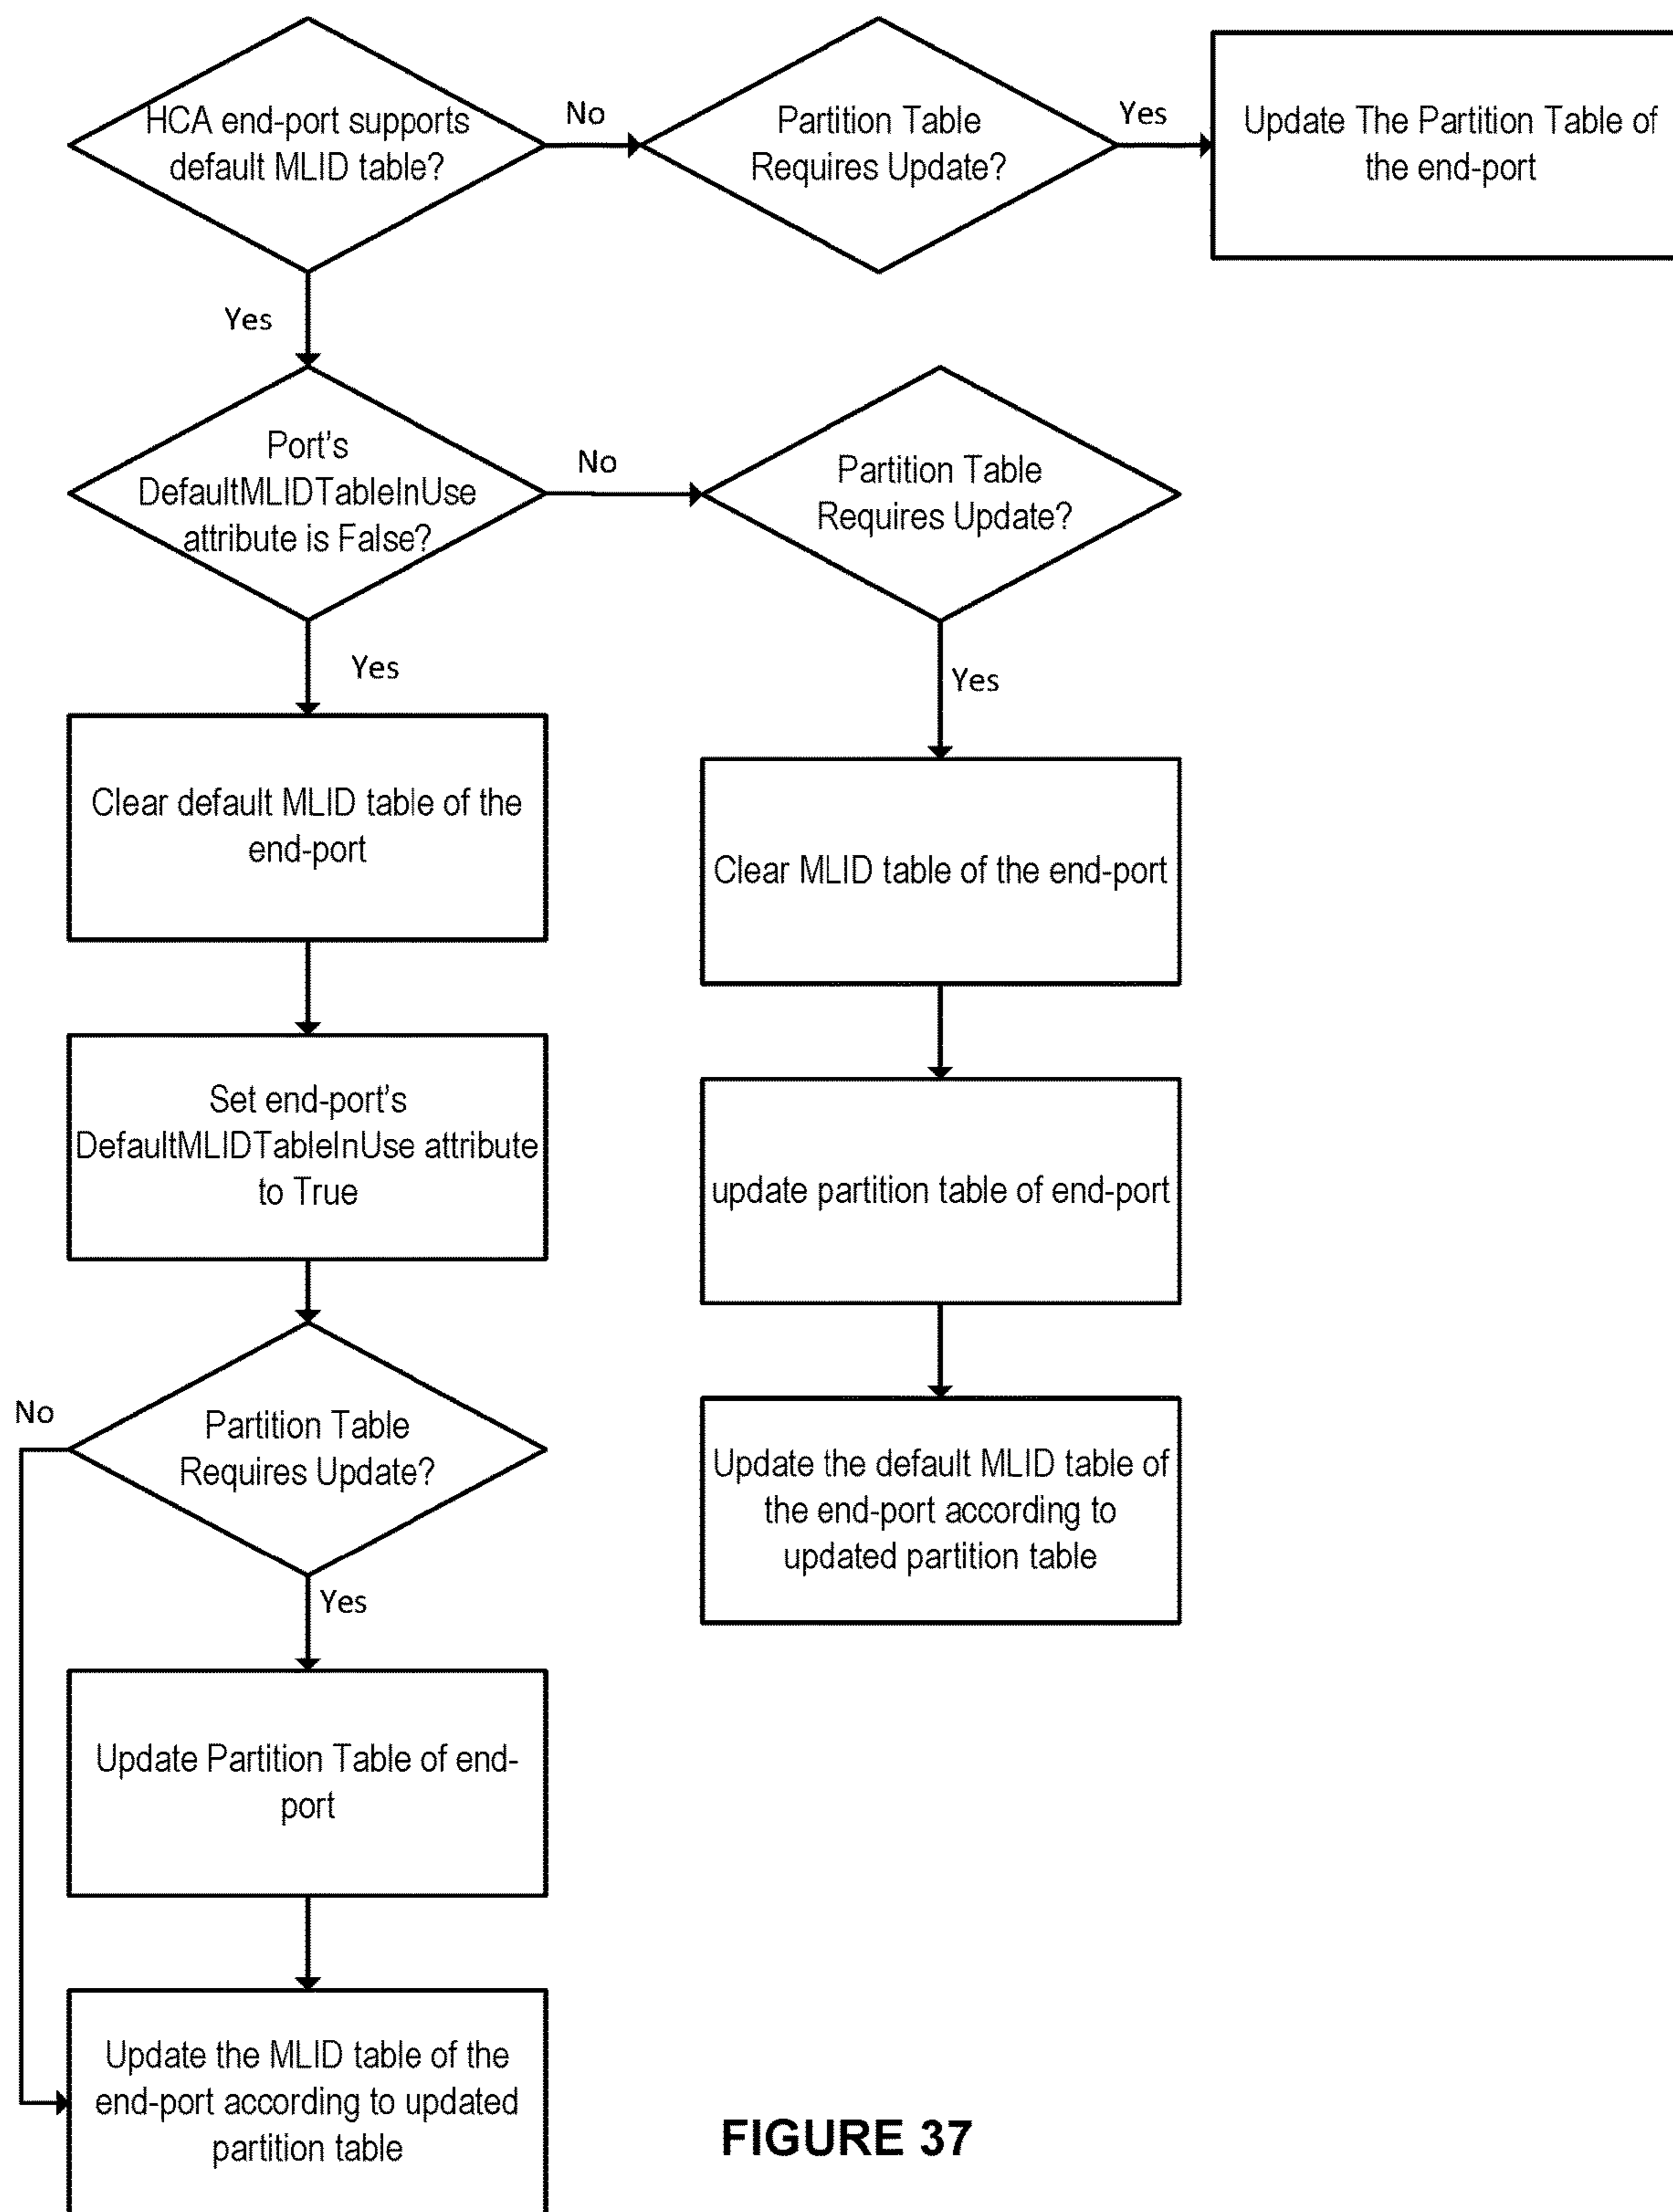 HCA end-port supports
default MLID table?
No
Partition Table
Requires Update?
Yes
Update The Partition Table of
the end-port
Yes
Port's
DefaultMLIDTableInUse
attribute is False?
No
Partition Table
Requires Update?
Yes
Yes
Clear default MLID table of the
end-port
Clear MLID table of the end-port
Set end-port's
DefaultMLIDTableInUse attribute
to True
update partition table of end-port
No
Partition Table
Requires Update?
Update the default MLID table of
the end-port according to
updated partition table
Yes
Update Partition Table of end-
port
Update the MLID table of the
end-port according to updated
partition table
FIGURE 37